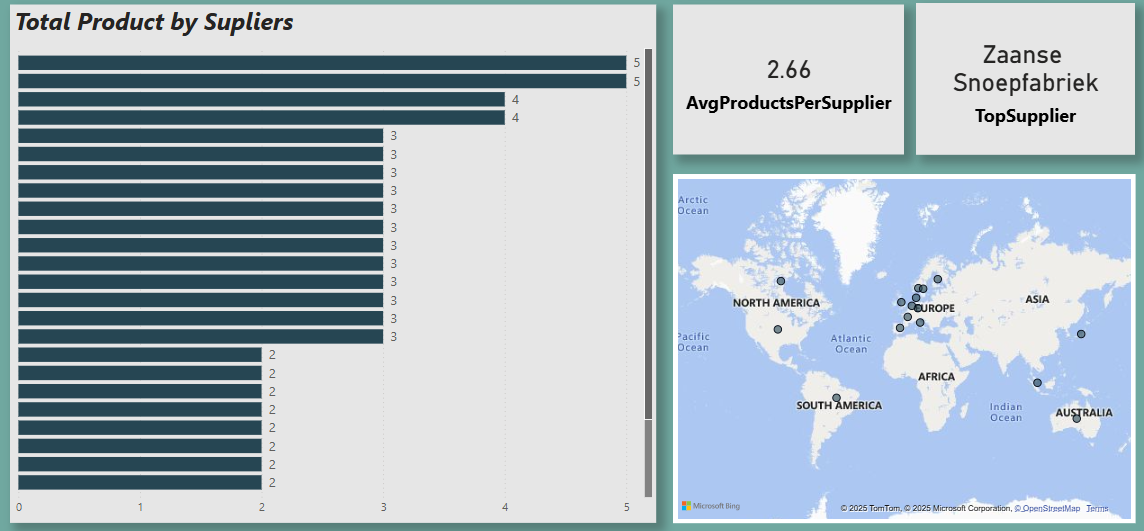 Total Product by Supliers
5
5
4
4
3
3
3
3
3
3
3
3
3
3
3
3
2
2
2
2
2
2
2
2
0 1 2 3 4 5
2.66
AvgProductsPerSupplier
Zaanse
Snoepfabriek
TopSupplier
Arctic
Ocean
NORTH AMERICA
EUROPE
ASIA
Pacific
Ocean
Atlantic
Ocean
AFRICA
SOUTH AMERICA
Indian
Ocean
AUSTRALIA
Microsoft Bing
© 2025 TomTom, © 2025 Microsoft Corporation, © OpenStreetMap Terms